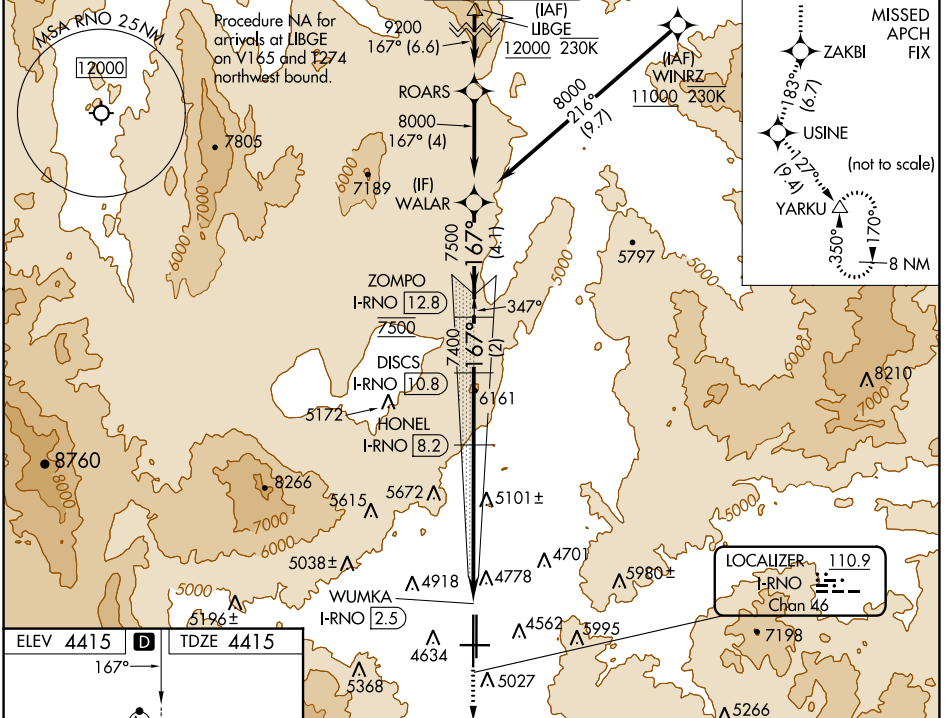 MSA RNO 25 NM
12000
Procedure NA for
arrivals at LIBGE
on V165 and T274
northwest bound.
9200
167° (6.6)
(IAF)
LIBGE
12000 230K
(IAF)
WINRZ
11000 230K
8000
216°
(9.7)
ROARS
8000
167° (4)
(IF)
WALAR
7500
167°
(4.1)
MISSED
APCH
FIX
ZAKBI
183°
(6.7)
USINE
127°
(9.4)
(not to scale)
YARKU
350°
170°
8 NM
7805
7189
6000
7000
6000
5797
5000
5000
ZOMPO
I-RNO 12.8
7500
347°
7400
167°
(2)
DISCS
I-RNO 10.8
6161
5172
HONEL
I-RNO 8.2
6000
8210
7000
8760
8000
8266
7000
6000
5615
5672
5101±
5000
5038±
4918
4778
4701
5980±
5000
5196±
WUMKA
I-RNO 2.5
4634
4562
5995
5368
5027
7198
5266
LOCALIZER 110.9
I-RNO
Chan 46
ELEV 4415 D TDZE 4415
167°